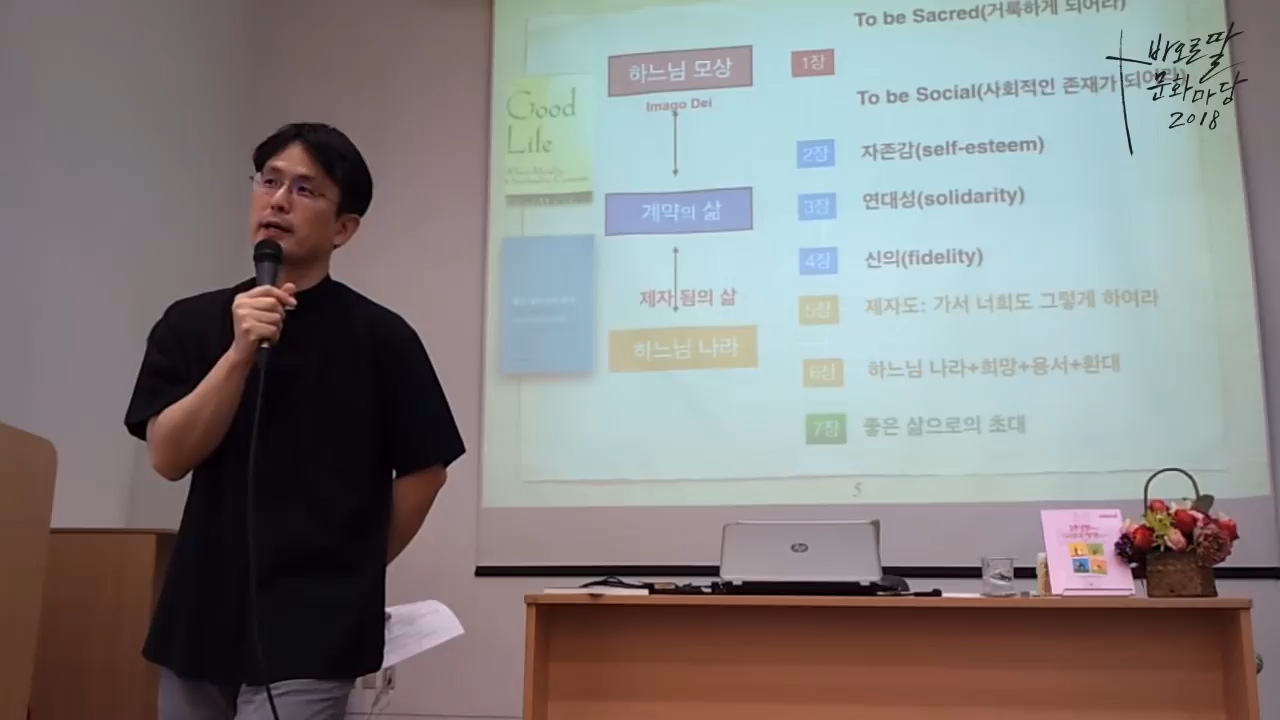 To be Sacred(거룩하게 되어라)
하느님 모상
1장
Imago Dei
To be Social(사회적인 존재가 되어라)
Good
Life
2장
자존감(self-esteem)
계약의 삶
3장
연대성(solidarity)
4장
신의(fidelity)
제자됨의 삶
5장
제자도: 가서 너희도 그렇게 하여라
하느님 나라
6장
하느님 나라+희망+용서+환대
7장
좋은 삶으로의 초대
5
hp
바오로딸
문화마당
2018